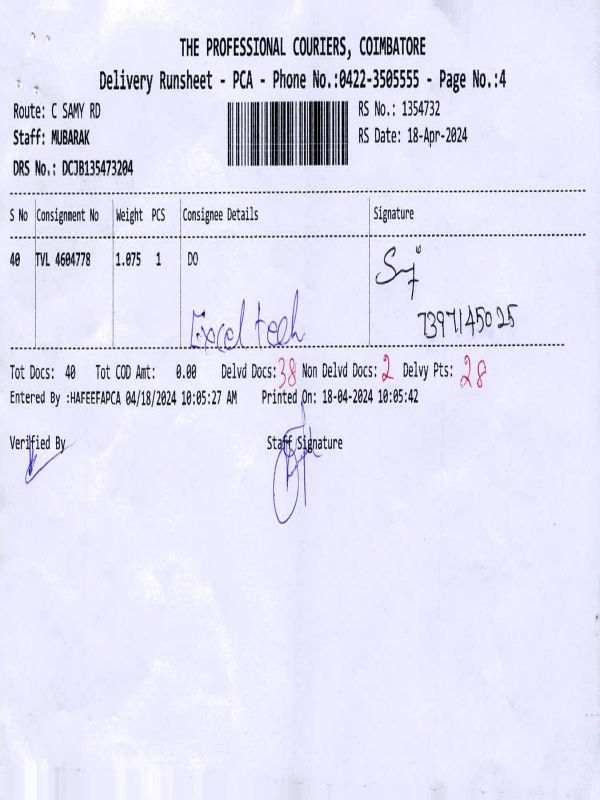 THE PROFESSIONAL COURIERS, COIMBATORE
Delivery Runsheet - PCA - Phone No.:0422-3505555 - Page No.:4
Route: C SAMY RD
RS No.: 1354732
Staff: MUBARAK
RS Date: 18-Apr-2024
DRS No.: DCJB135473204
S No Consignment No Weight PCS Consignee Details Signature
40 TVL 4604778 1.075 1 DO
Excel tech
7397145025
Tot Docs: 40 Tot COD Amt: 0.00 Delvd Docs: 38 Non Delvd Docs: 2 Delvy Pts: 28
Entered By :HAFEEFAPCA 04/18/2024 10:05:27 AM Printed On: 18-04-2024 10:05:42
Verified By Staff Signature